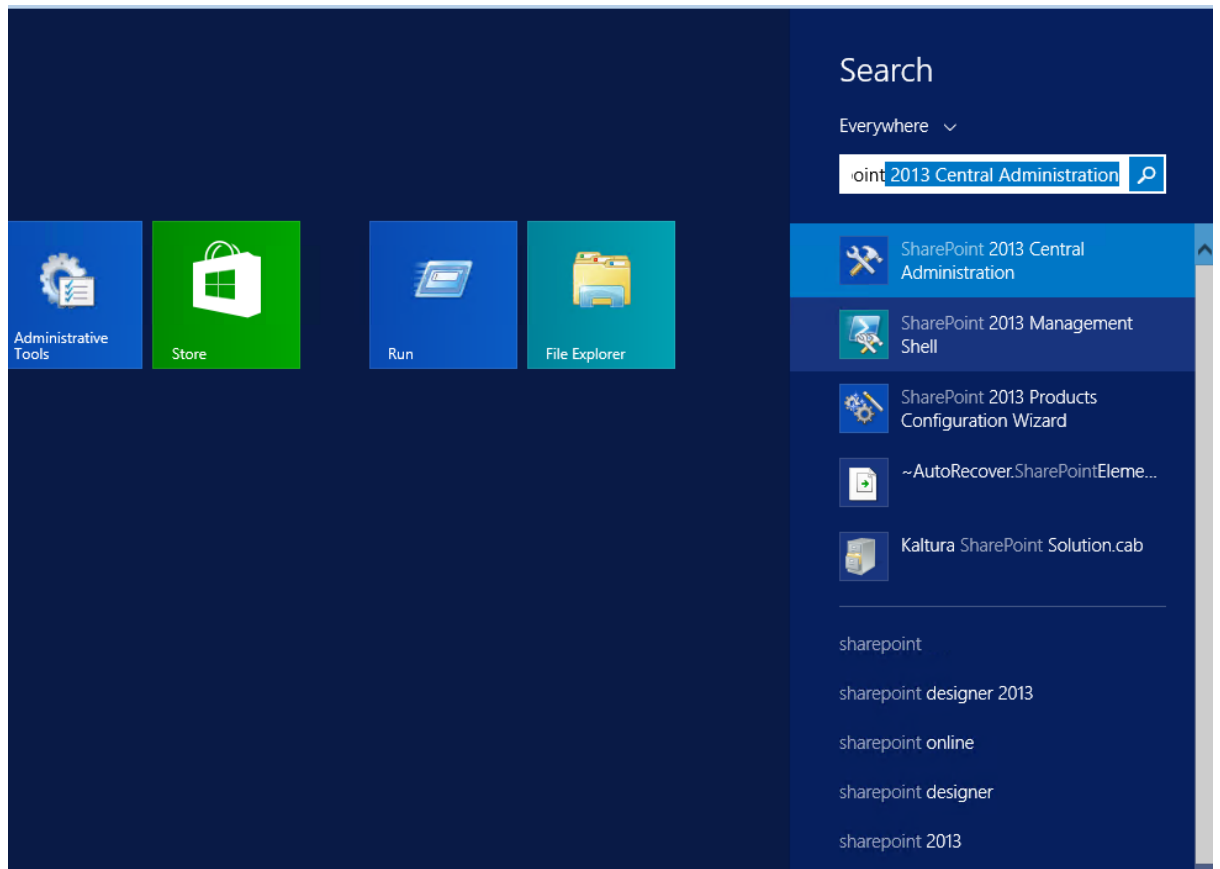 Administrative
Tools
Store
Run
File Explorer
Search
Everywhere
oint 2013 Central Administration
SharePoint 2013 Central
Administration
SharePoint 2013 Management
Shell
SharePoint 2013 Products
Configuration Wizard
~AutoRecover.SharePointEleme...
Kaltura SharePoint Solution.cab
sharepoint
sharepoint designer 2013
sharepoint online
sharepoint designer
sharepoint 2013